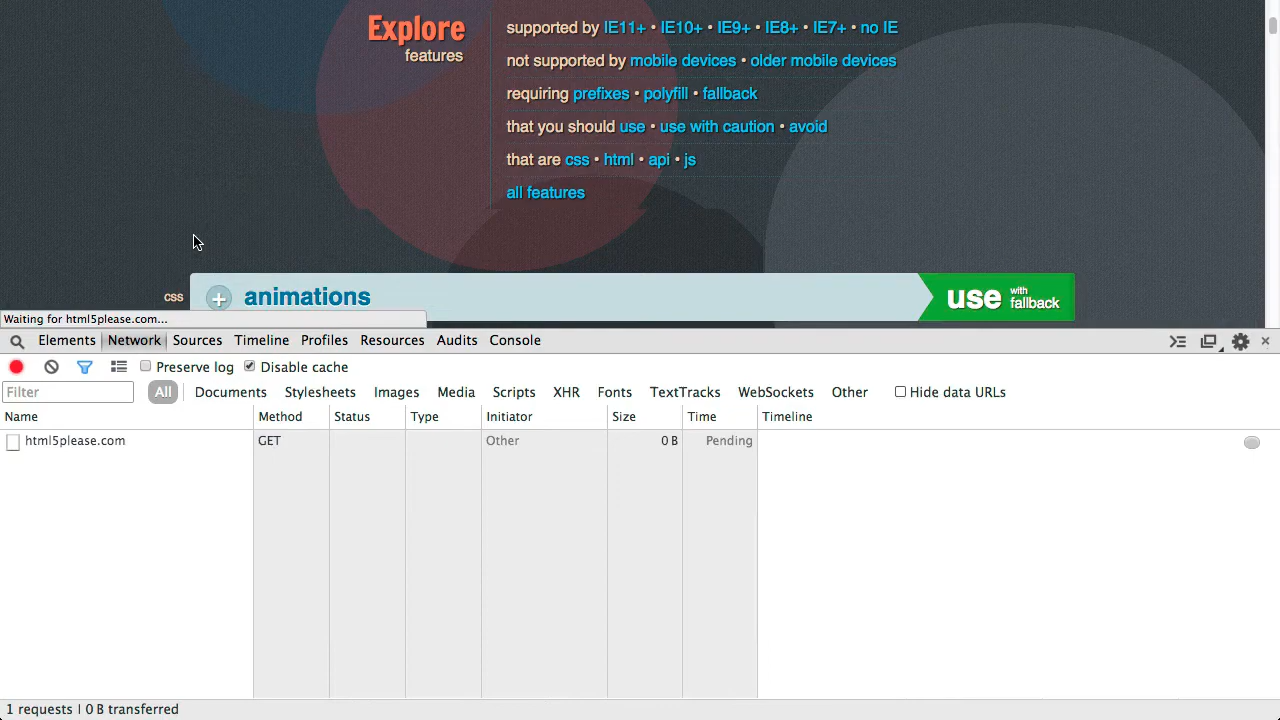 Explore
features
supported by IE11+ • IE10+ • IE9+ • IE8+ • IE7+ • no IE
not supported by mobile devices • older mobile devices
requiring prefixes • polyfill • fallback
that you should use • use with caution • avoid
that are css • html • api • js
all features
css + animations use with fallback
Waiting for html5please.com...
Elements Network Sources Timeline Profiles Resources Audits Console
Preserve log Disable cache
Filter All Documents Stylesheets Images Media Scripts XHR Fonts TextTracks WebSockets Other Hide data URLs
Name Method Status Type Initiator Size Time Timeline
html5please.com GET Other 0 B Pending
1 requests | 0 B transferred